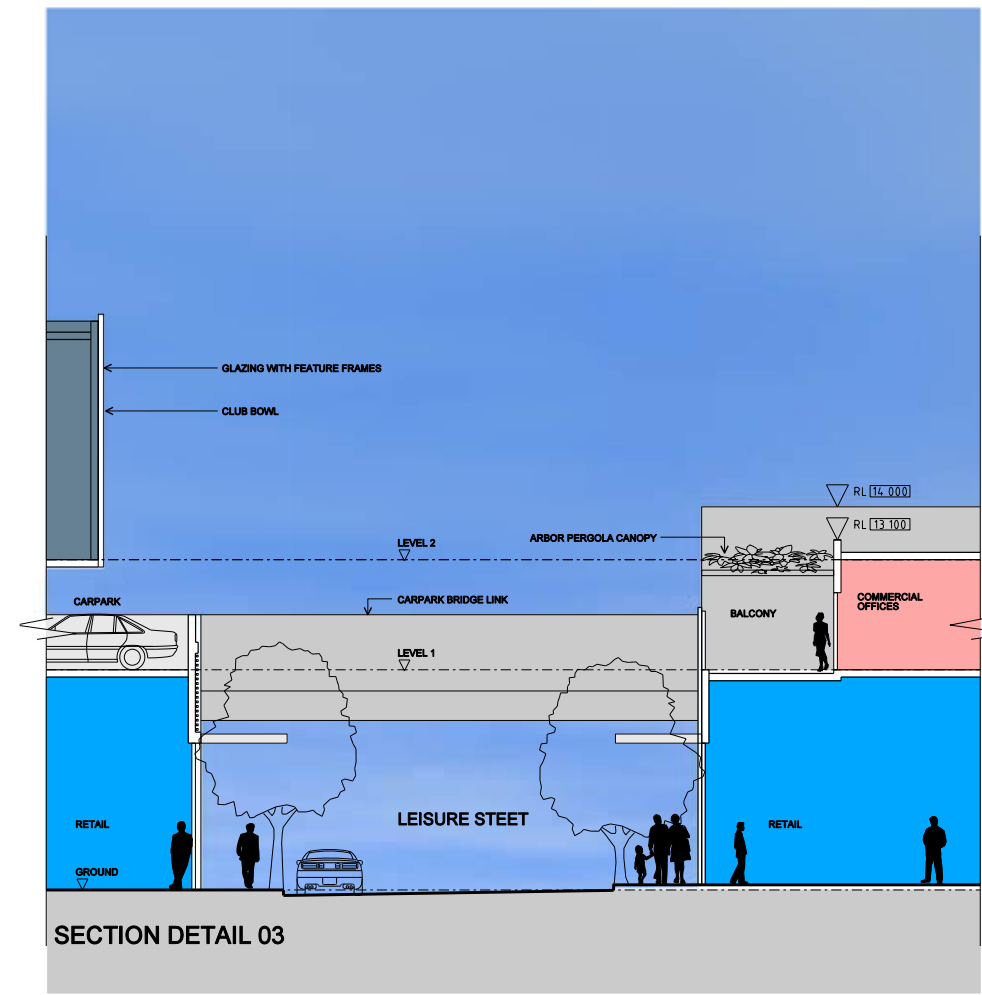 GLAZING WITH FEATURE FRAMES
CLUB BOWL
RL 14 000
RL 13 100
ARBOR PERGOLA CANOPY
LEVEL 2
CARPARK
CARPARK BRIDGE LINK
COMMERCIAL
OFFICES
BALCONY
LEVEL 1
LEISURE STEET
RETAIL
RETAIL
GROUND
SECTION DETAIL 03